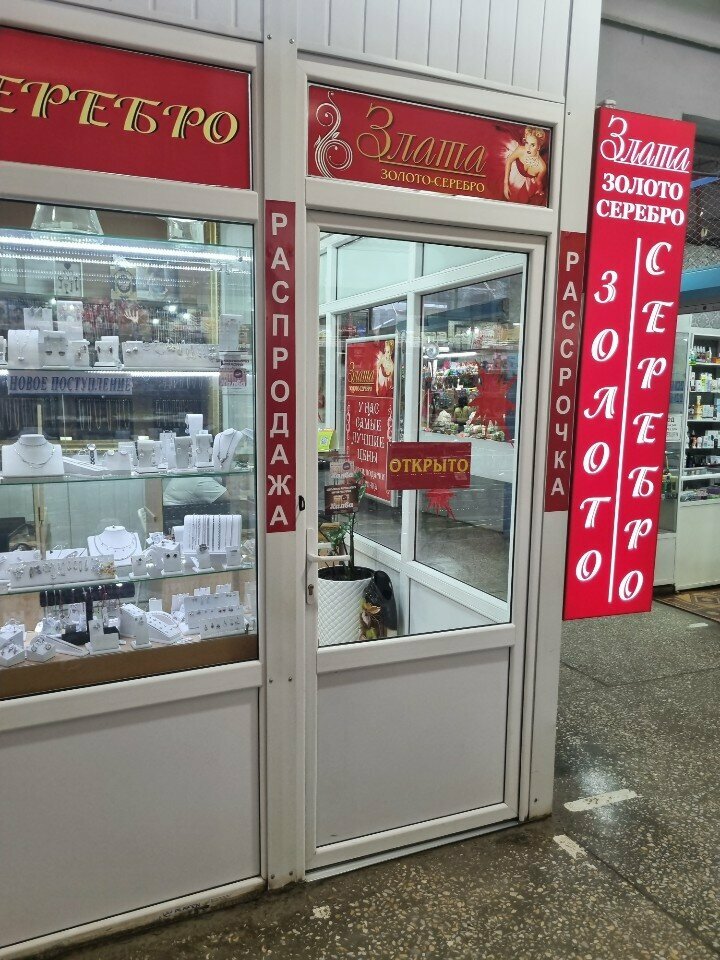 ЕРЕБРО
Злата
ЗОЛОТО-СЕРЕБРО
Злата
ЗОЛОТО
СЕРЕБРО
ЗОЛОТО
СЕРЕБРО
РАСПРОДАЖА
РАССРОЧКА
НОВОЕ ПОСТУПЛЕНИЕ
Злата
У НАС
САМЫЕ
ЛУЧШИЕ
ЦЕНЫ
ОТКРЫТО
Халва